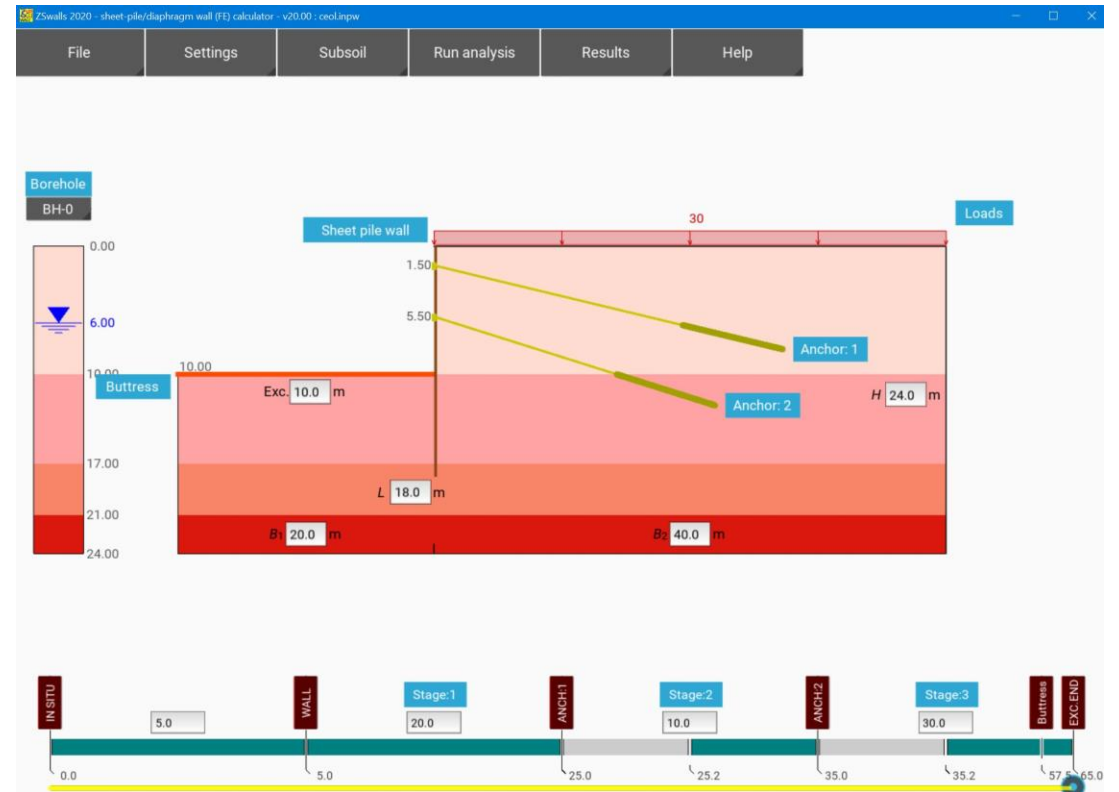 ZSwalls 2020 - sheet-pile/diaphragm wall (FE) calculator - v20.00 : ceol.inpw
File Settings Subsoil Run analysis Results Help
Borehole
BH-0
Sheet pile wall
30
Loads
0.00
1.50
5.50
6.00
Anchor: 1
10.00
10.00
Buttress
Exc. 10.0 m
Anchor: 2
H 24.0 m
17.00
L 18.0 m
21.00
B1 20.0 m
B2 40.0 m
24.00
IN SITU
WALL
Stage:1
ANCH:1
Stage:2
ANCH:2
Stage:3
Buttress
EXC.END
5.0
20.0
10.0
30.0
0.0 5.0 25.0 25.2 35.0 35.2 57.5 65.0